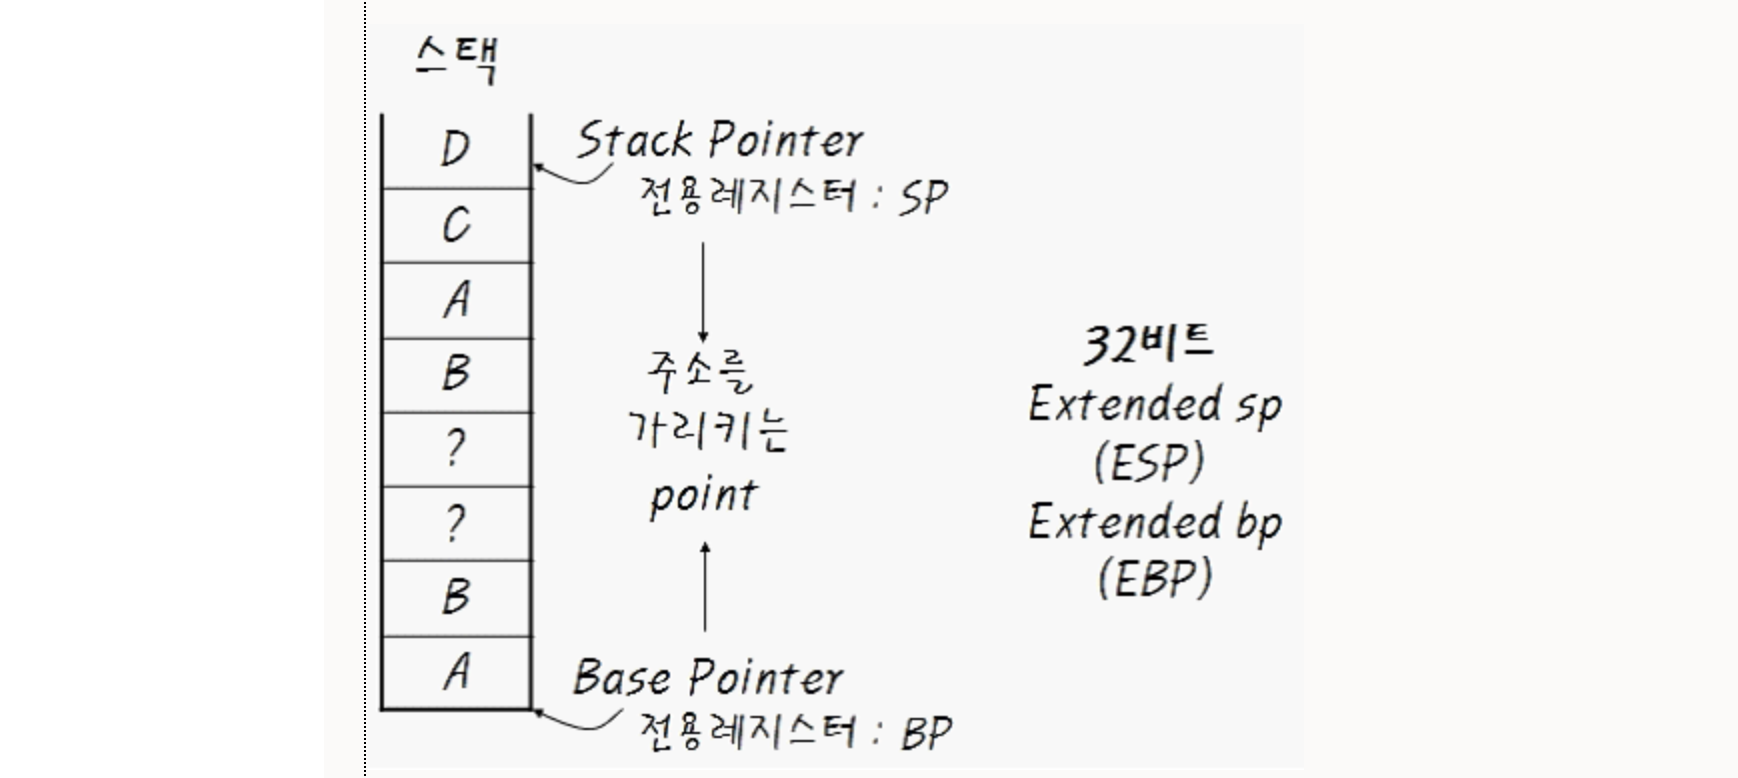 스택
D
Stack Pointer
전용레지스터 : SP
C
A
B
?
?
B
A
주소를
가리키는
point
Base Pointer
전용레지스터 : BP
32비트
Extended sp
(ESP)
Extended bp
(EBP)